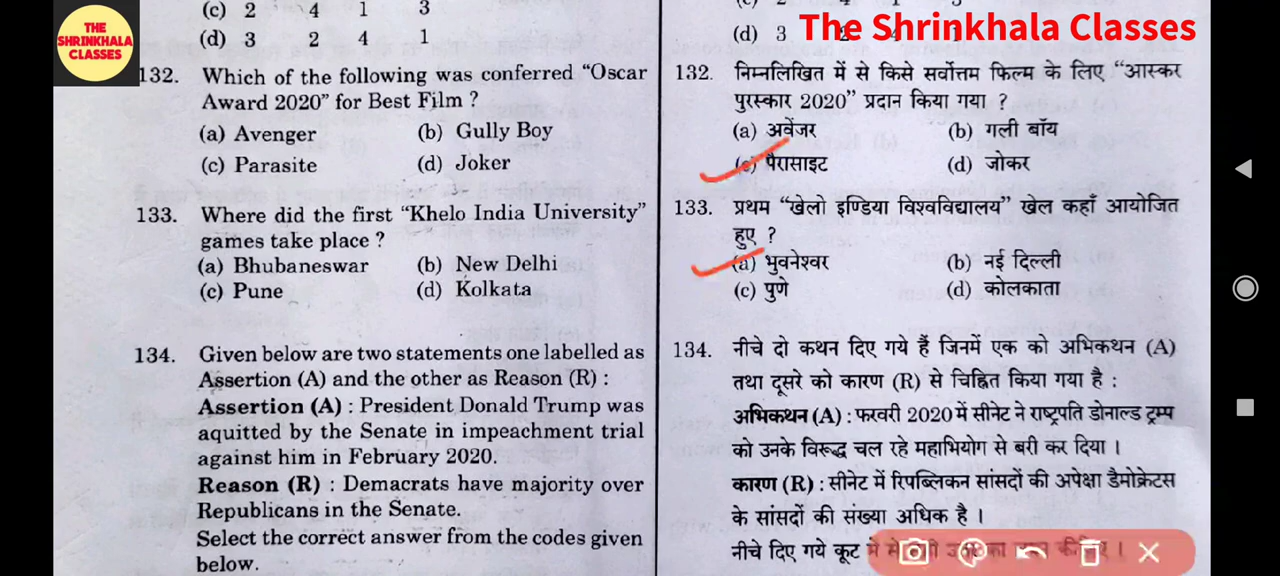 THE
SHRINKHALA
CLASSES
The Shrinkhala Classes
(c) 2 4 1 3
(d) 3 2 4 1
132. Which of the following was conferred “Oscar
Award 2020” for Best Film ?
(a) Avenger (b) Gully Boy
(c) Parasite (d) Joker
133. Where did the first “Khelo India University”
games take place ?
(a) Bhubaneswar (b) New Delhi
(c) Pune (d) Kolkata
134. Given below are two statements one labelled as
Assertion (A) and the other as Reason (R) :
Assertion (A) : President Donald Trump was
aquitted by the Senate in impeachment trial
against him in February 2020.
Reason (R) : Demacrats have majority over
Republicans in the Senate.
Select the correct answer from the codes given
below.
(d) 3
132. निम्नलिखित में से किसे सर्वोत्तम फिल्म के लिए “आस्कर
पुरस्कार 2020” प्रदान किया गया ?
(a) अवेंजर (b) गली बॉय
(c) पैरासाइट (d) जोकर
133. प्रथम “खेलो इण्डिया विश्वविद्यालय” खेल कहाँ आयोजित
हुए ?
(a) भुवनेश्वर (b) नई दिल्ली
(c) पुणे (d) कोलकाता
134. नीचे दो कथन दिए गये हैं जिनमें एक को अभिकथन (A)
तथा दूसरे को कारण (R) से चिह्नित किया गया है :
अभिकथन (A) : फरवरी 2020 में सीनेट ने राष्ट्रपति डोनाल्ड ट्रम्प
को उनके विरूद्ध चल रहे महाभियोग से बरी कर दिया ।
कारण (R) : सीनेट में रिपब्लिकन सांसदों की अपेक्षा डैमोक्रेटस
के सांसदों की संख्या अधिक है ।
नीचे दिए गये कूट